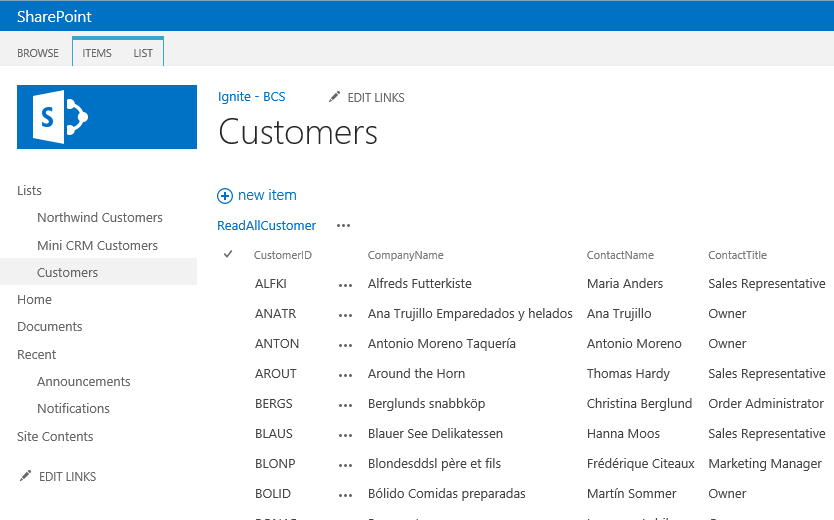 SharePoint
BROWSE ITEMS LIST
S
Ignite - BCS EDIT LINKS
Customers
Lists
Northwind Customers
Mini CRM Customers
Customers
Home
Documents
Recent
Announcements
Notifications
Site Contents
EDIT LINKS
new item
ReadAllCustomer ...
CustomerID CompanyName ContactName ContactTitle
ALFKI ... Alfreds Futterkiste Maria Anders Sales Representative
ANATR ... Ana Trujillo Emparedados y helados Ana Trujillo Owner
ANTON ... Antonio Moreno Taquería Antonio Moreno Owner
AROUT ... Around the Horn Thomas Hardy Sales Representative
BERGS ... Berglunds snabbköp Christina Berglund Order Administrator
BLAUS ... Blauer See Delikatessen Hanna Moos Sales Representative
BLONP ... Blondesddsl père et fils Frédérique Citeaux Marketing Manager
BOLID ... Bólido Comidas preparadas Martín Sommer Owner